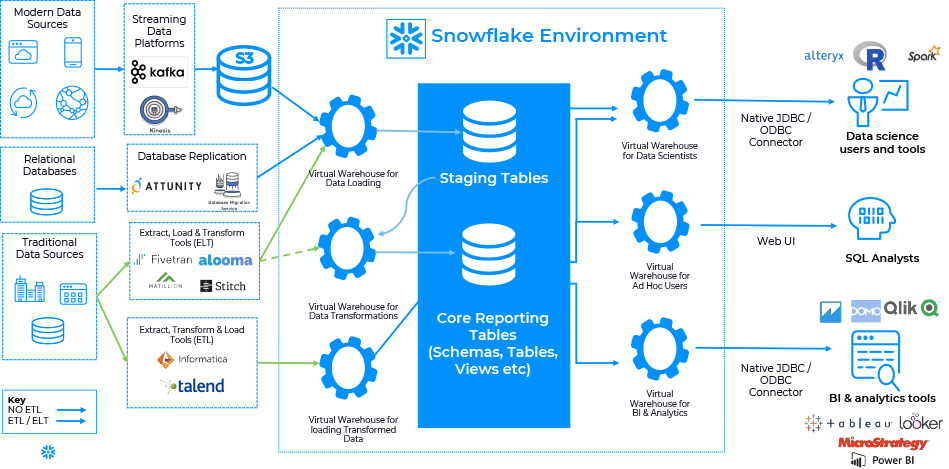 Modern Data
Sources
Streaming
Data
Platforms
kafka
Kinesis
S3
Snowflake Environment
Relational
Databases
Database Replication
ATTUNITY
Database Migration
Service
Traditional
Data Sources
Extract, Load & Transform
Tools (ELT)
Fivetran
alooma
MATILLION
Stitch
Extract, Transform & Load
Tools (ETL)
Informatica
talend
Key
NO ETL
ETL / ELT
Virtual Warehouse for
Data Loading
Virtual Warehouse for
Data Transformations
Virtual Warehouse for
loading Transformed
Data
Staging Tables
Core Reporting
Tables
(Schemas, Tables,
Views etc)
Virtual Warehouse
for Data Scientists
Virtual
Warehouse for
Ad Hoc Users
Virtual
Warehouse for
BI & Analytics
Native JDBC /
ODBC
Connector
Web UI
Native JDBC /
ODBC
Connector
alteryx
R
Spark
Data science
users and tools
SQL Analysts
DOMO
Qlik
BI & analytics tools
+ableau
looker
MicroStrategy
Power BI